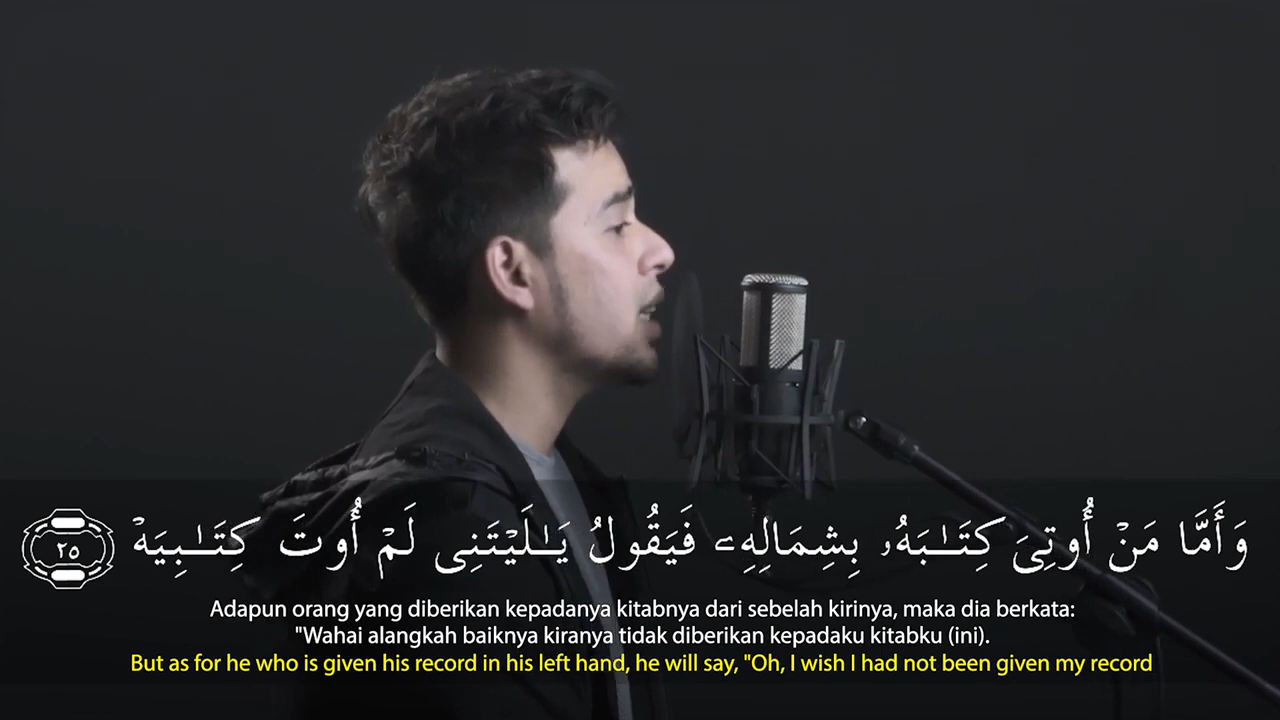 وَأَمَّا مَنْ أُوتِىَ كِتَـٰبَهُۥ بِشِمَالِهِۦ فَيَقُولُ يَـٰلَيْتَنِى لَمْ أُوتَ كِتَـٰبِيَهْ ٢٥
Adapun orang yang diberikan kepadanya kitabnya dari sebelah kirinya, maka dia berkata:
"Wahai alangkah baiknya kiranya tidak diberikan kepadaku kitabku (ini).
But as for he who is given his record in his left hand, he will say, "Oh, I wish I had not been given my record